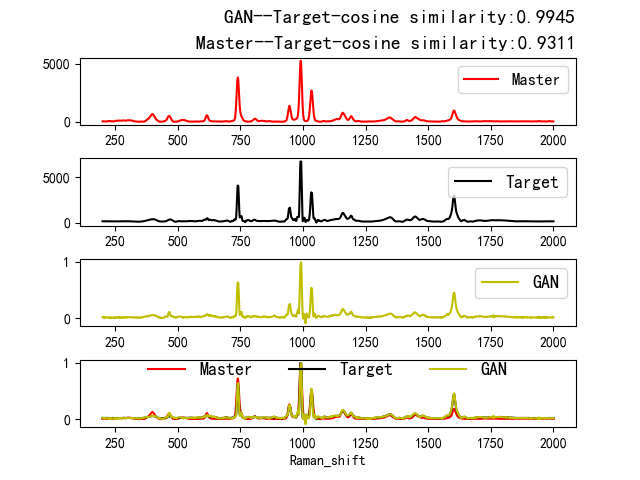 GAN--Target-cosine similarity:0.9945
Master--Target-cosine similarity:0.9311
5000
0
Master
250 500 750 1000 1250 1500 1750 2000
5000
0
Target
250 500 750 1000 1250 1500 1750 2000
1
0
GAN
250 500 750 1000 1250 1500 1750 2000
1
0
Master Target GAN
250 500 750 1000 1250 1500 1750 2000
Raman_shift